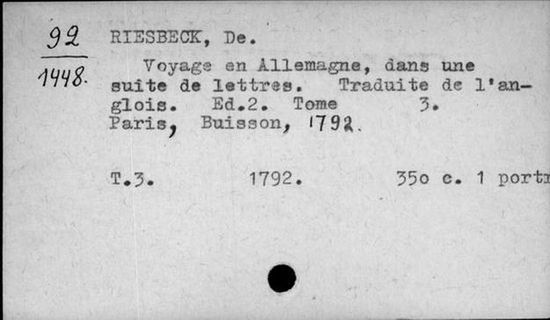 92
1448.
RIESBECK, De.
Voyage en Allemagne, dans une
suite de lettres. Traduite de l'an-
glois. Ed.2. Tome 3.
Paris, Buisson, 1792.
T.3. 1792. 350 c. 1 portr